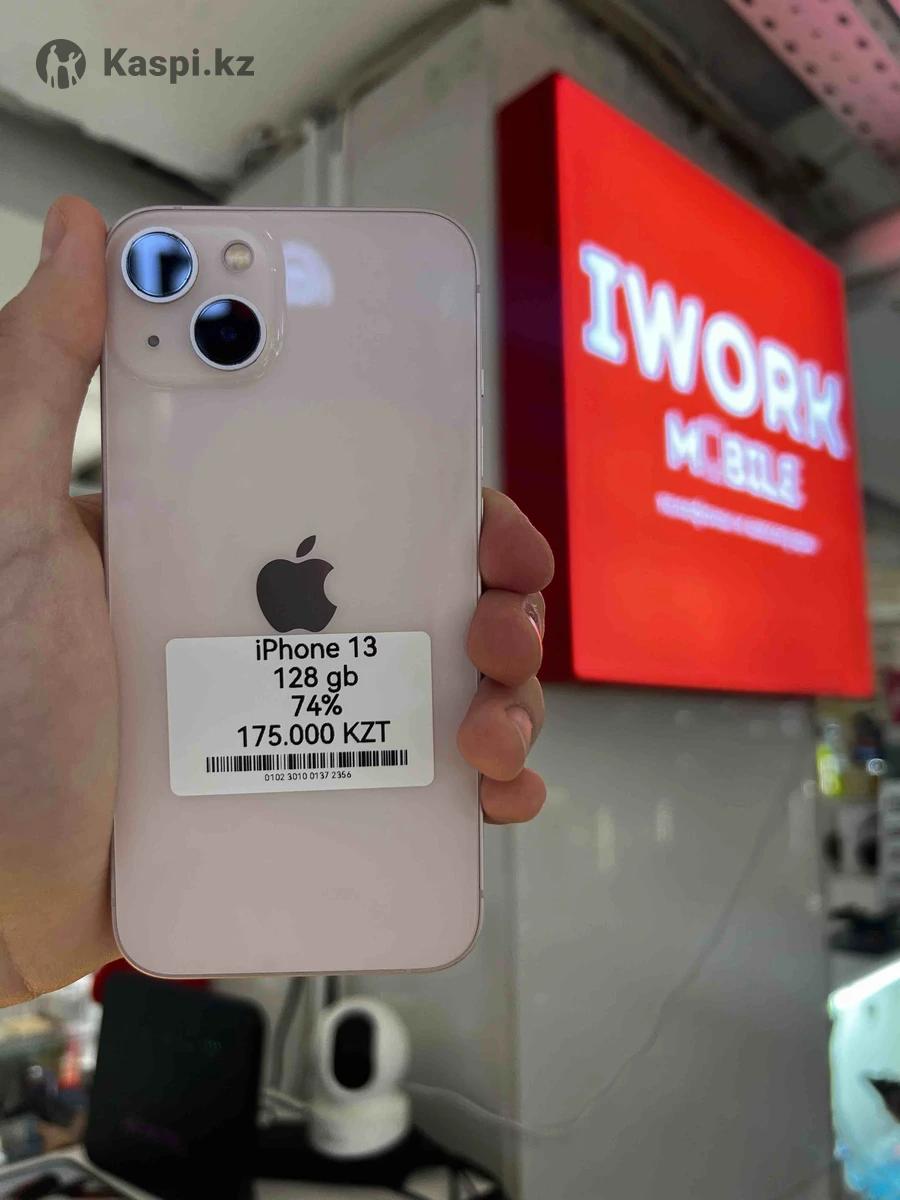 Kaspi.kz
IWORK
MOBILE
iPhone 13
128 gb
74%
175.000 KZT
0102 3010 0137 2356